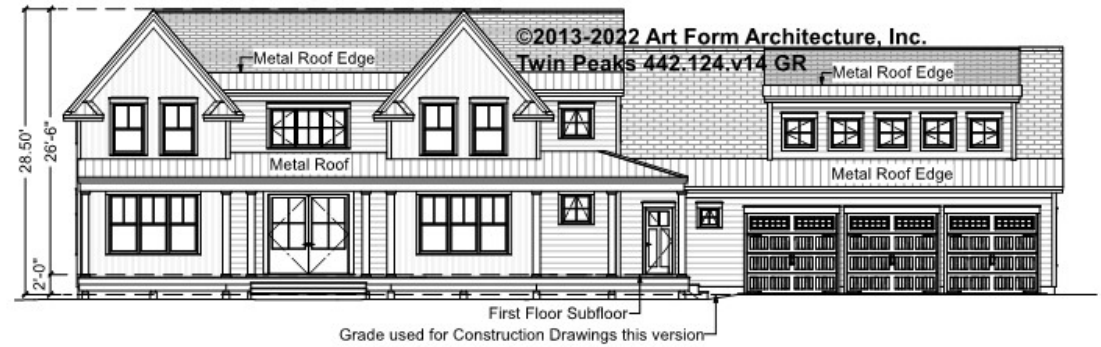 ©2013-2022 Art Form Architecture, Inc.
Twin Peaks 442.124.v14 GR
Metal Roof Edge
Metal Roof Edge
Metal Roof
Metal Roof Edge
28.50'
26'-6"
2'-0"
First Floor Subfloor
Grade used for Construction Drawings this version